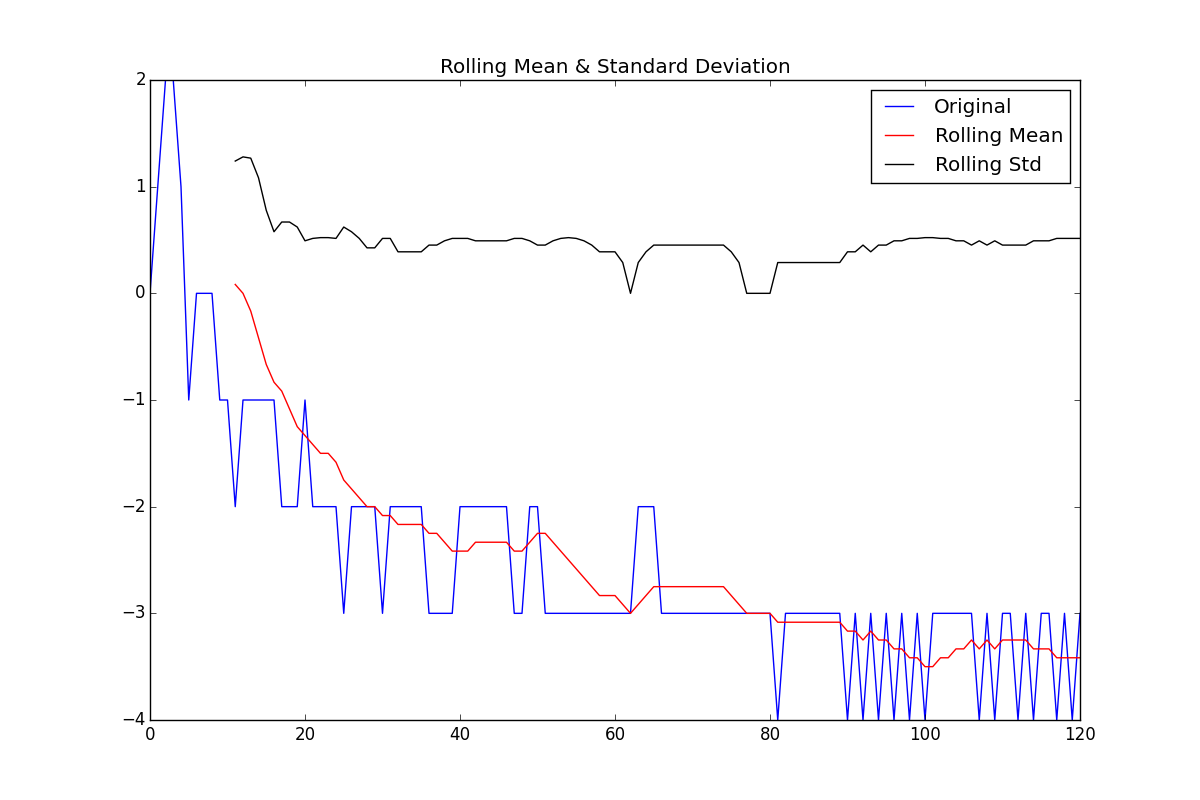 Rolling Mean & Standard Deviation
2
1
0
−1
−2
−3
−4
0 20 40 60 80 100 120
Original
Rolling Mean
Rolling Std